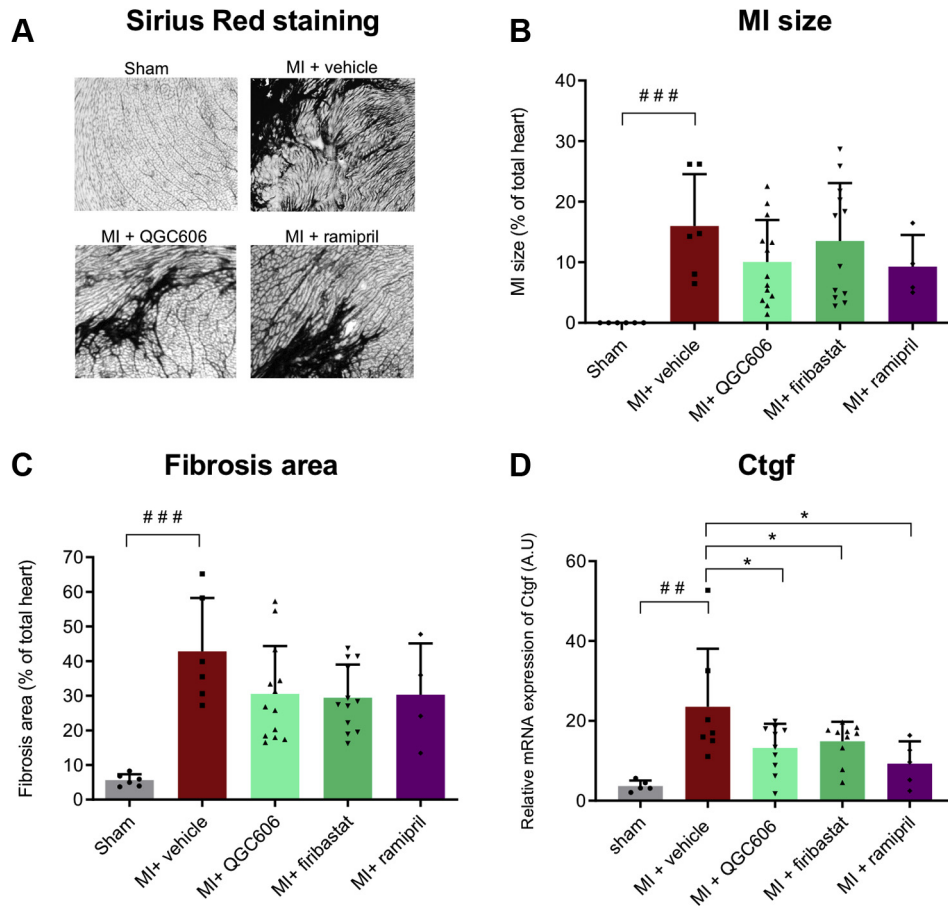 A
Sirius Red staining
Sham
MI + vehicle
MI + QGC606
MI + ramipril
B
MI size
MI size (% of total heart)
40
30
20
10
0
# # #
Sham
MI+ vehicle
MI+ QGC606
MI+ firibastat
MI+ ramipril
C
Fibrosis area
Fibrosis area (% of total heart)
70
60
50
40
30
20
10
0
# # #
Sham
MI+ vehicle
MI+ QGC606
MI+ firibastat
MI+ ramipril
D
Ctgf
Relative mRNA expression of Ctgf (A.U)
60
40
20
0
# #
*
*
*
sham
MI + vehicle
MI + QGC606
MI + firibastat
MI + ramipril